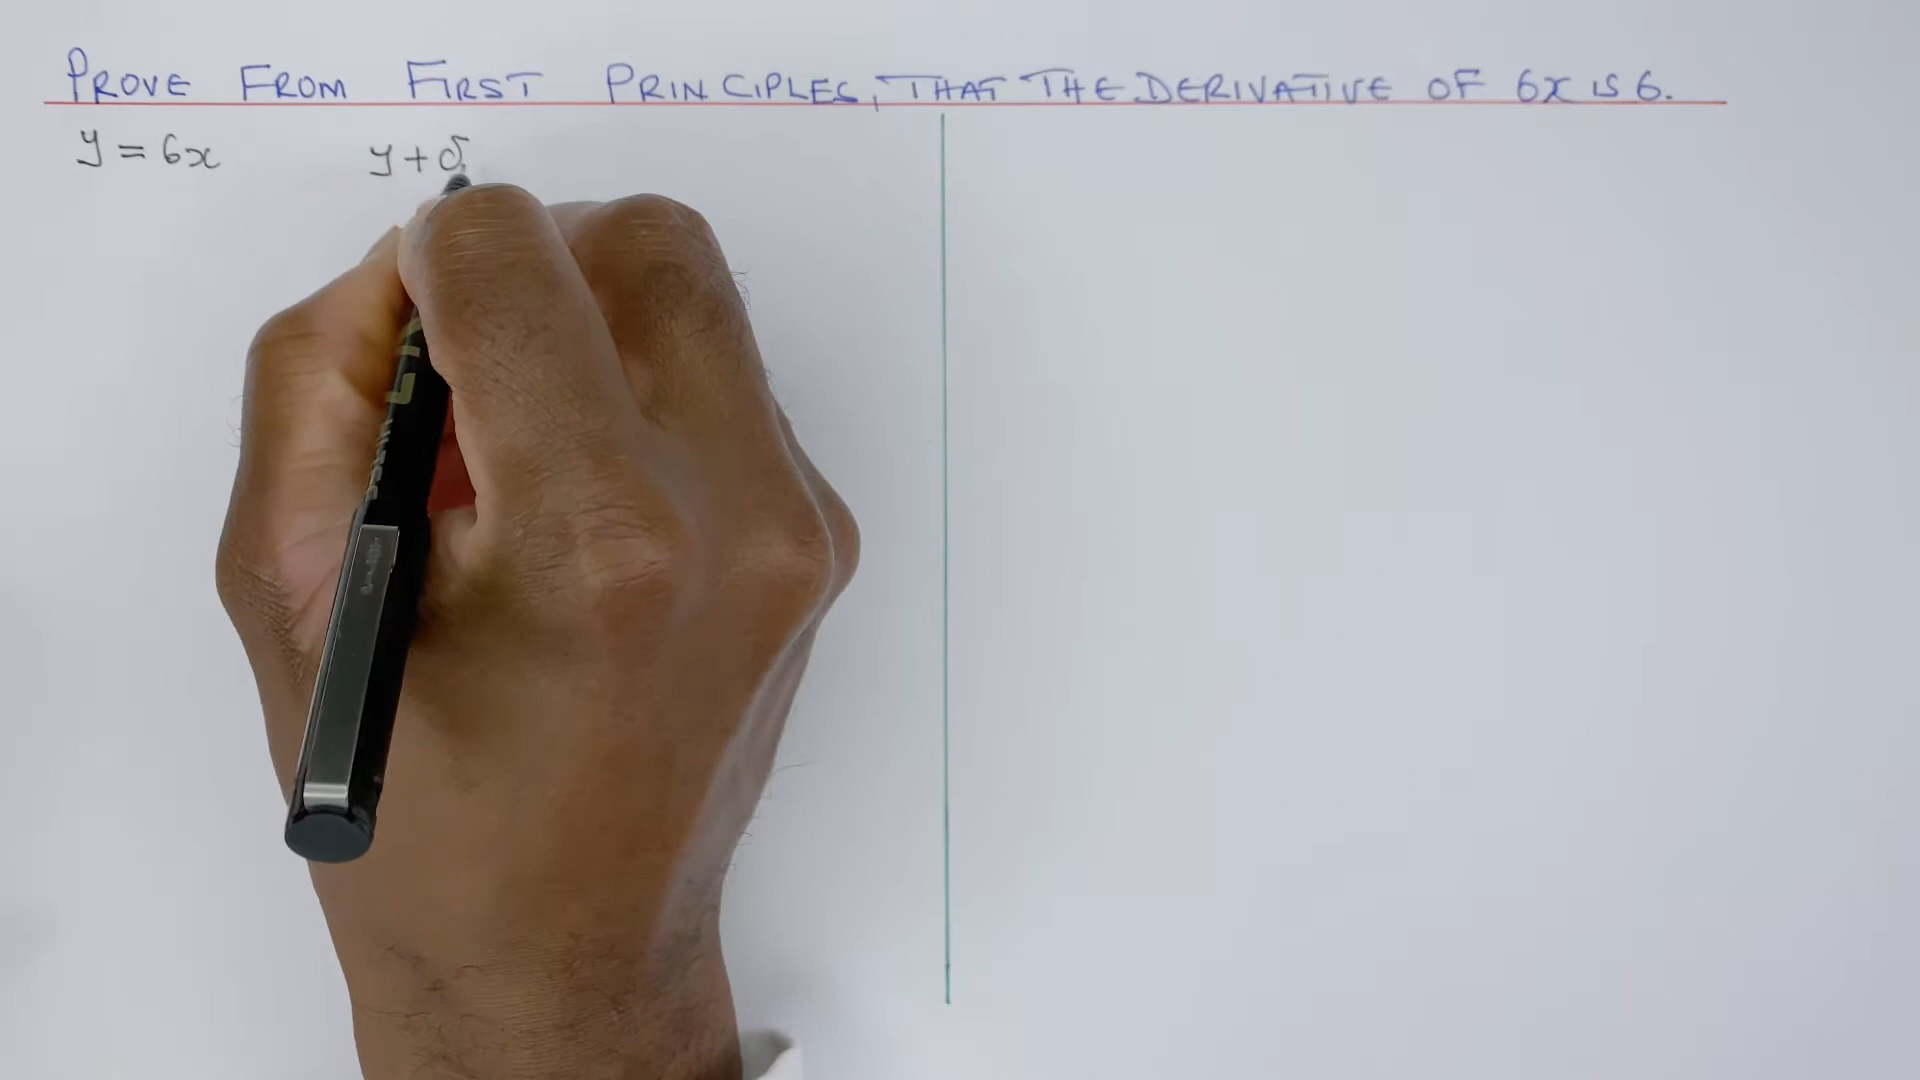 PROVE FROM FIRST PRINCIPLES, THAT THE DERIVATIVE OF 6x IS 6.
y = 6x y + δ